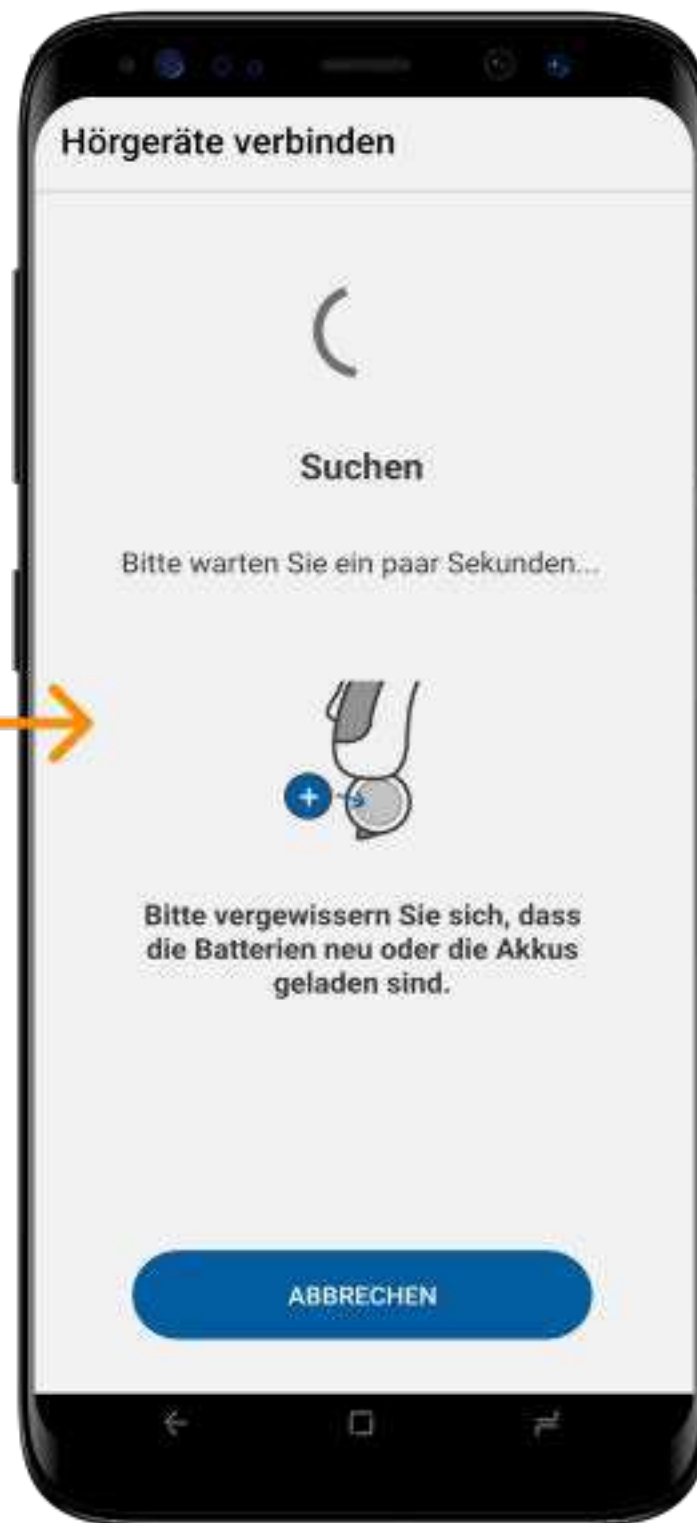 Hörgeräte verbinden
Suchen
Bitte warten Sie ein paar Sekunden...
Bitte vergewissern Sie sich, dass
die Batterien neu oder die Akkus
geladen sind.
ABBRECHEN